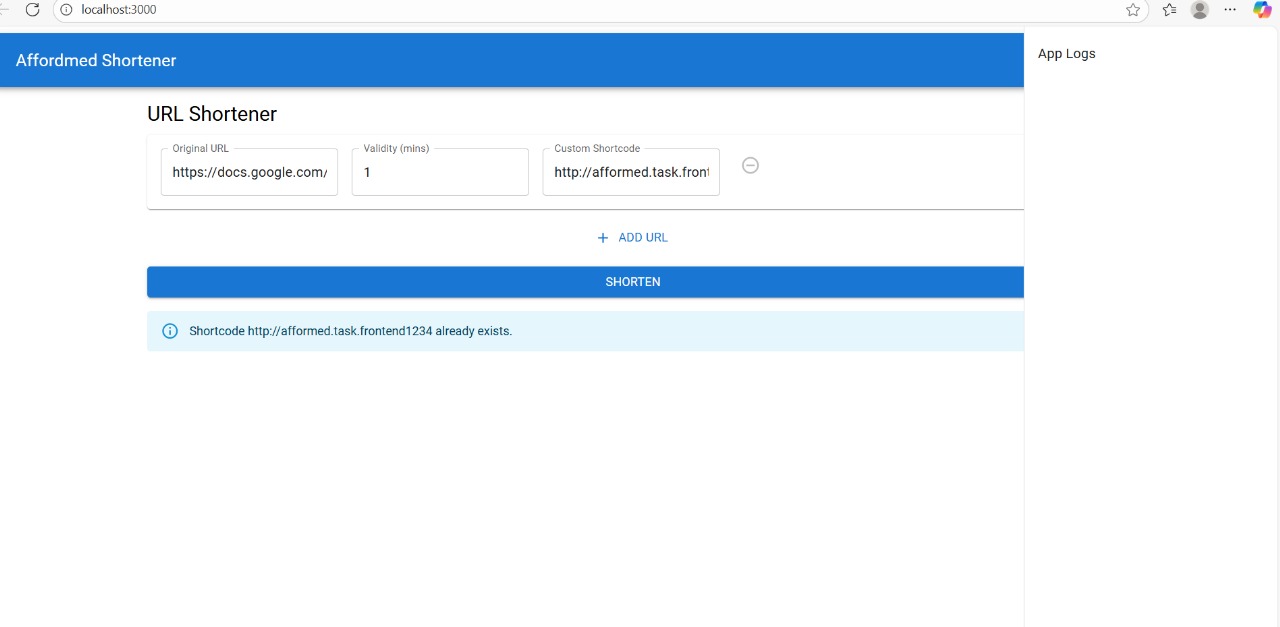 localhost:3000
Affordmed Shortener
App Logs
URL Shortener
Original URL
Validity (mins)
Custom Shortcode
https://docs.google.com/
1
http://afformed.task.front
+ ADD URL
SHORTEN
Shortcode http://afformed.task.frontend1234 already exists.